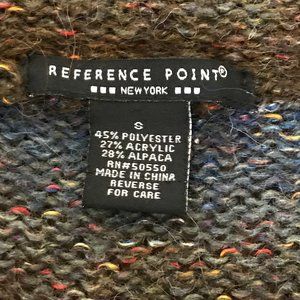 REFERENCE POINT®
NEW YORK
S
45% POLYESTER
27% ACRYLIC
28% ALPACA
RN#50550
MADE IN CHINA
REVERSE
FOR CARE